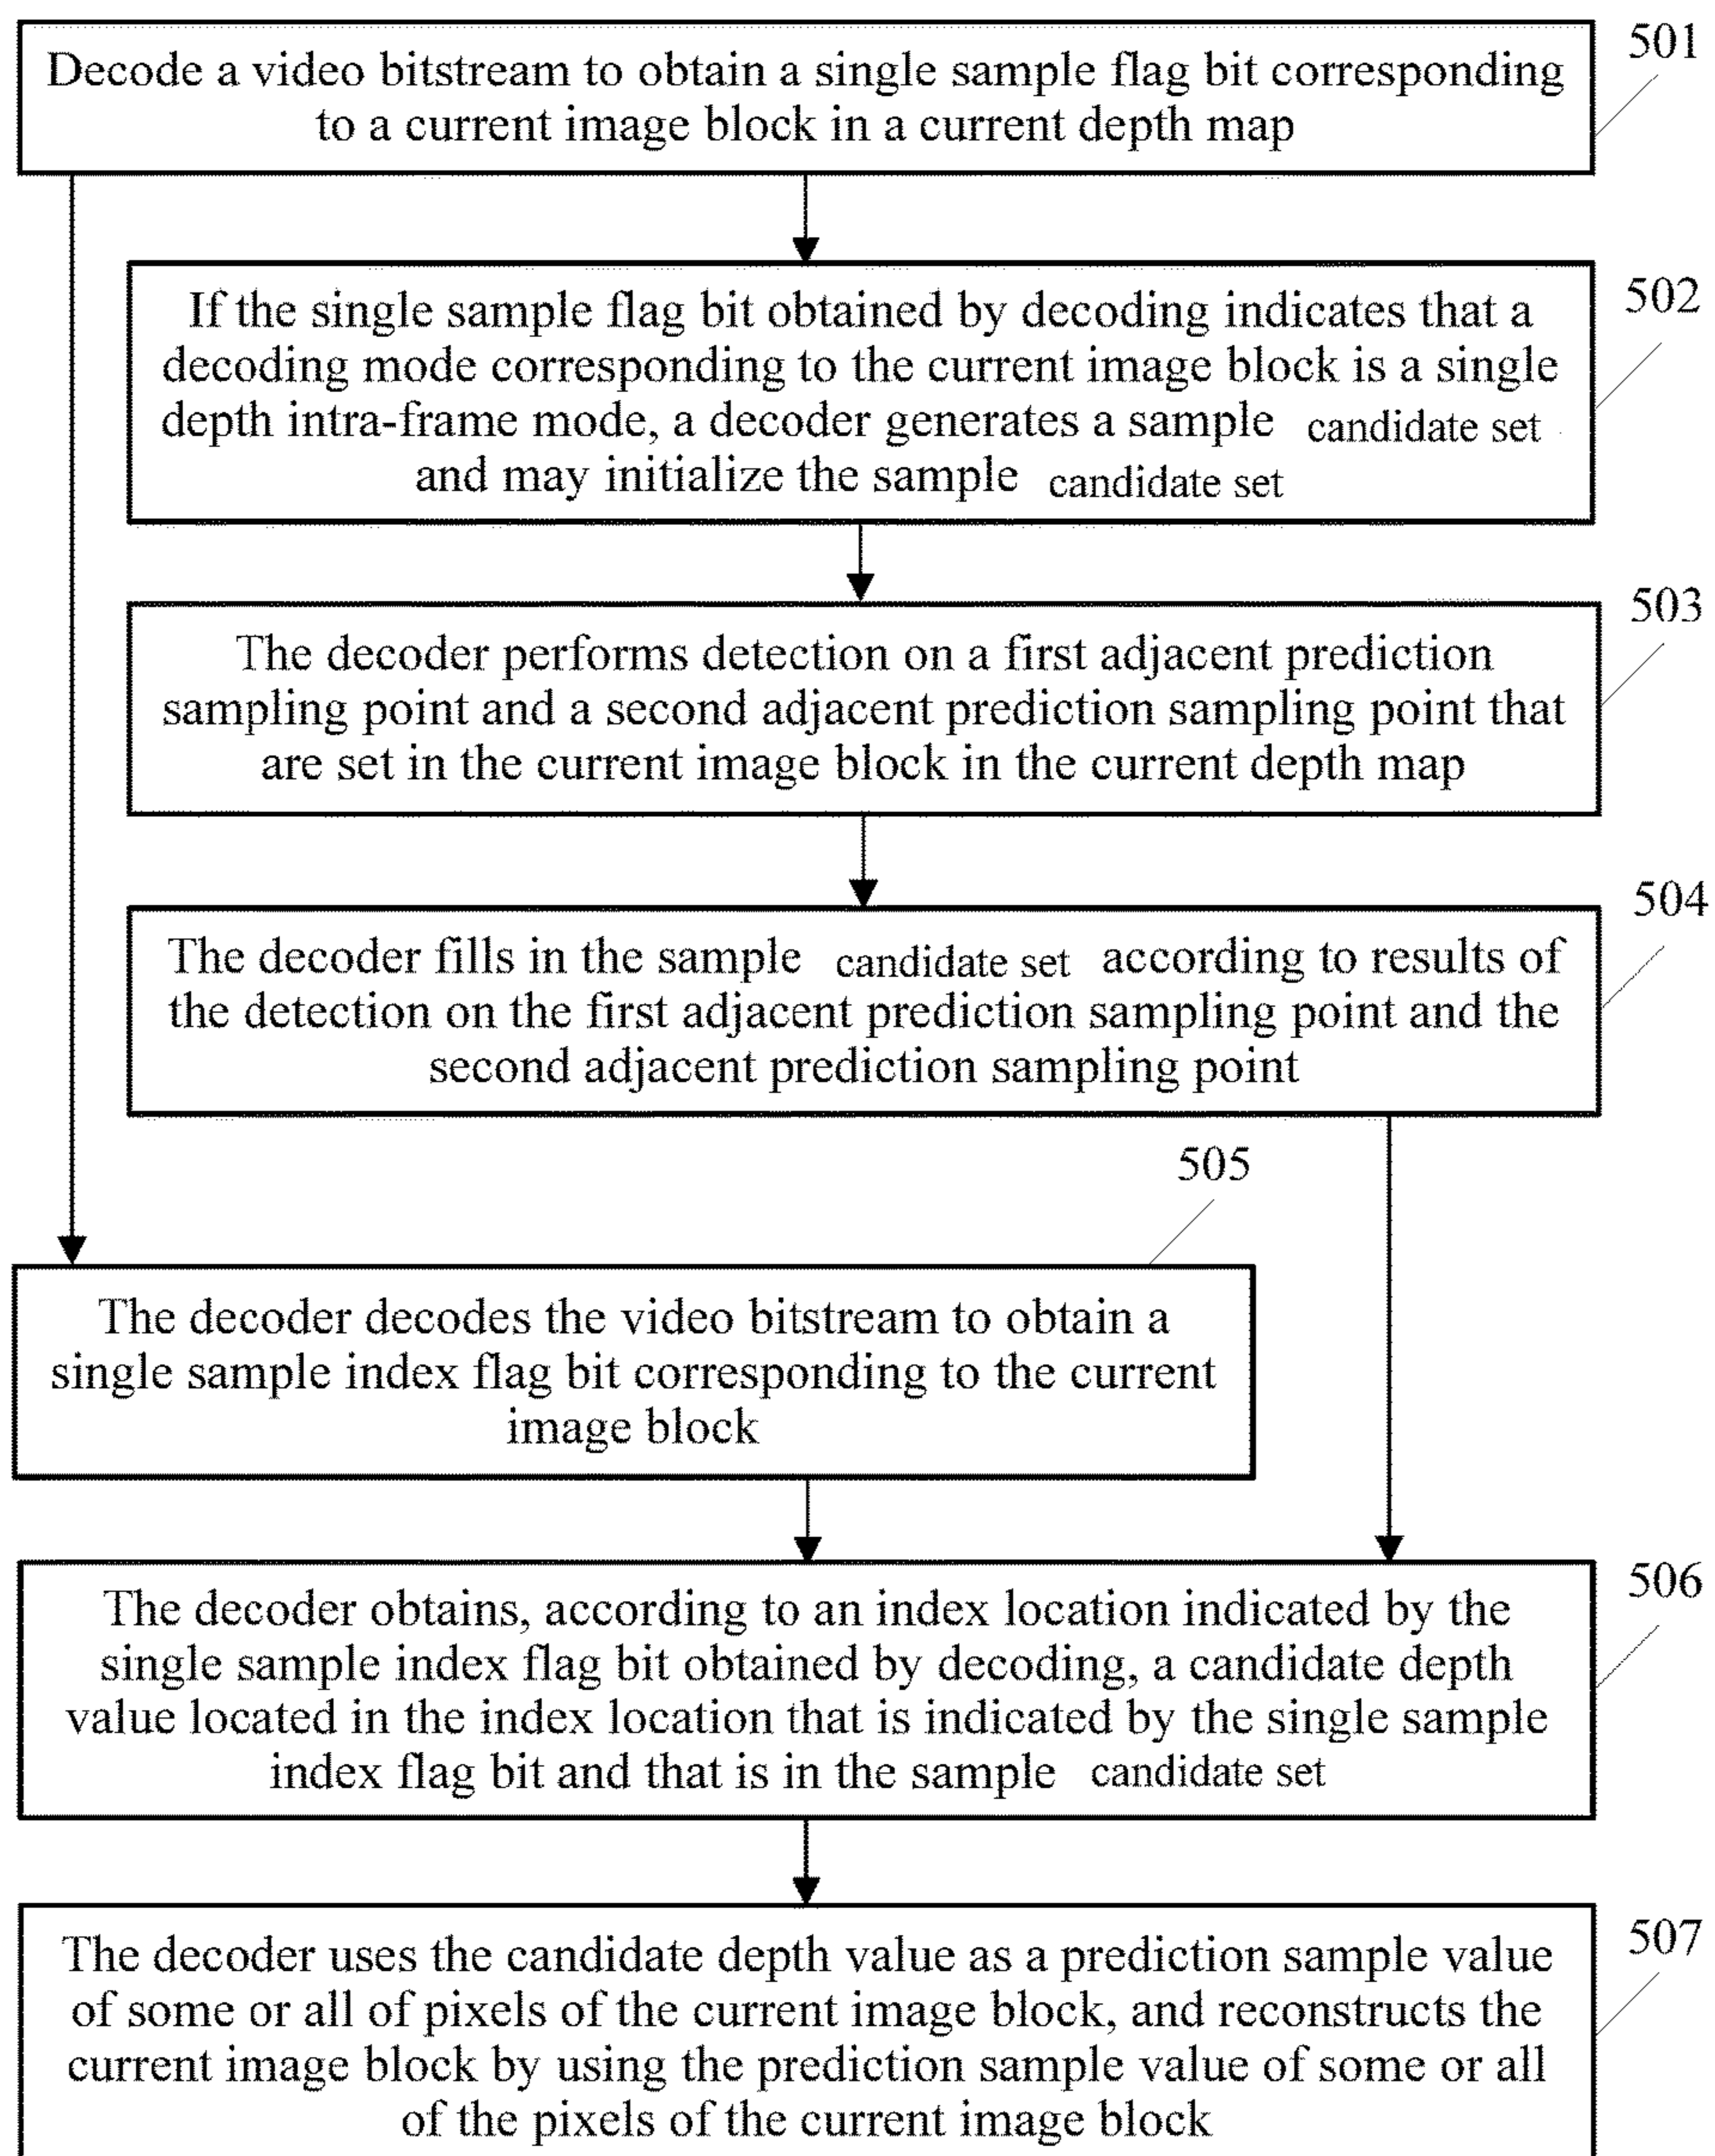 501
Decode a video bitstream to obtain a single sample flag bit corresponding
to a current image block in a current depth map
502
If the single sample flag bit obtained by decoding indicates that a
decoding mode corresponding to the current image block is a single
depth intra-frame mode, a decoder generates a sample candidate set
and may initialize the sample candidate set
503
The decoder performs detection on a first adjacent prediction
sampling point and a second adjacent prediction sampling point that
are set in the current image block in the current depth map
504
The decoder fills in the sample candidate set according to results of
the detection on the first adjacent prediction sampling point and the
second adjacent prediction sampling point
505
The decoder decodes the video bitstream to obtain a
single sample index flag bit corresponding to the current
image block
506
The decoder obtains, according to an index location indicated by the
single sample index flag bit obtained by decoding, a candidate depth
value located in the index location that is indicated by the single sample
index flag bit and that is in the sample candidate set
507
The decoder uses the candidate depth value as a prediction sample value
of some or all of pixels of the current image block, and reconstructs the
current image block by using the prediction sample value of some or all
of the pixels of the current image block